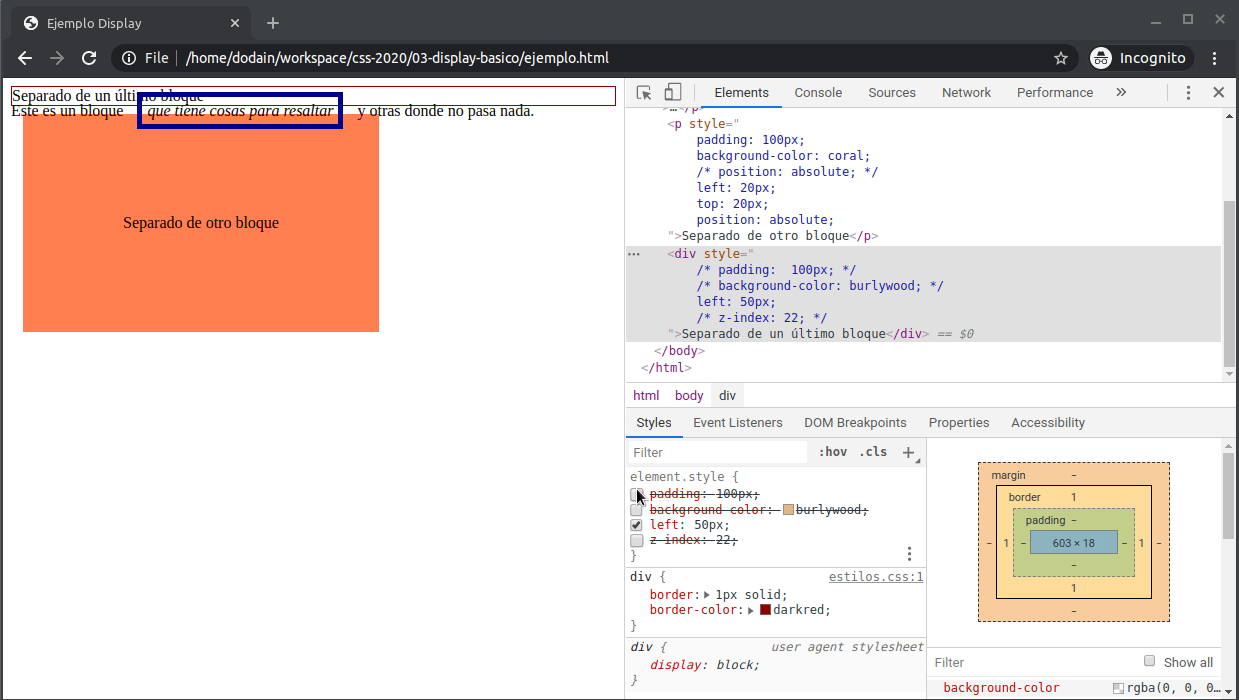 Ejemplo Display
File /home/dodain/workspace/css-2020/03-display-basico/ejemplo.html Incognito
Separado de un último bloque
Este es un bloque que tiene cosas para resaltar y otras donde no pasa nada.
Separado de otro bloque
Elements Console Sources Network Performance
…</p>
<p style="
padding: 100px;
background-color: coral;
/* position: absolute; */
left: 20px;
top: 20px;
position: absolute;
">Separado de otro bloque</p>
<div style="
/* padding:  100px; */
/* background-color: burlywood; */
left: 50px;
/* z-index: 22; */
">Separado de un último bloque</div> == $0
</body>
</html>
html body div
Styles Event Listeners DOM Breakpoints Properties Accessibility
Filter :hov .cls +
element.style {
padding: 100px;
background-color: burlywood;
left: 50px;
z-index: 22;
}
div { estilos.css:1
border: 1px solid;
border-color: darkred;
}
div { user agent stylesheet
display: block;
}
margin –
border 1
padding –
– 1 – 603 × 18 – 1 –
–
1
–
Filter Show all
background-color rgba(0, 0, 0…